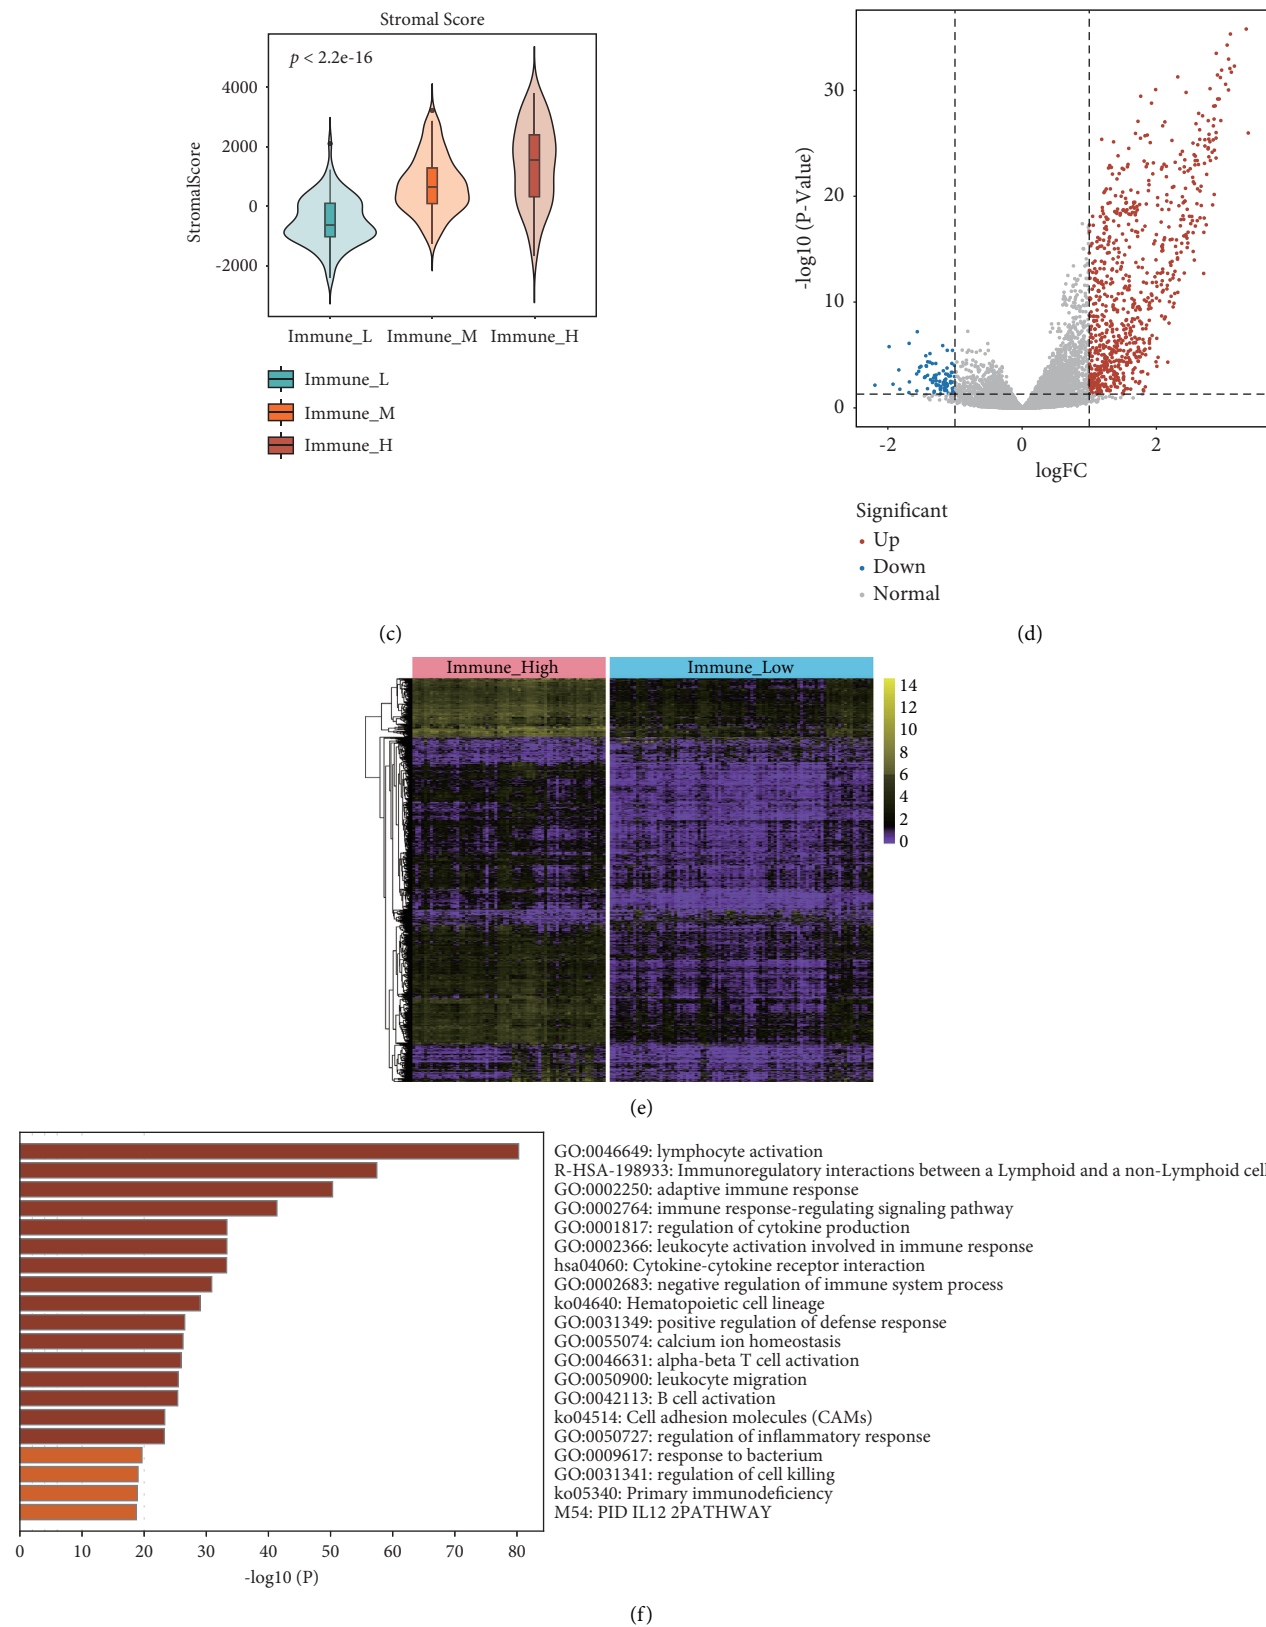 Stromal Score
p < 2.2e-16
4000
2000
0
-2000
StromalScore
Immune_L Immune_M Immune_H
Immune_L
Immune_M
Immune_H
(c)
30
20
10
0
-log10 (P-Value)
-2 0 2
logFC
Significant
Up
Down
Normal
(d)
Immune_High Immune_Low
14
12
10
8
6
4
2
0
(e)
GO:0046649: lymphocyte activation
R-HSA-198933: Immunoregulatory interactions between a Lymphoid and a non-Lymphoid cell
GO:0002250: adaptive immune response
GO:0002764: immune response-regulating signaling pathway
GO:0001817: regulation of cytokine production
GO:0002366: leukocyte activation involved in immune response
hsa04060: Cytokine-cytokine receptor interaction
GO:0002683: negative regulation of immune system process
ko04640: Hematopoietic cell lineage
GO:0031349: positive regulation of defense response
GO:0055074: calcium ion homeostasis
GO:0046631: alpha-beta T cell activation
GO:0050900: leukocyte migration
GO:0042113: B cell activation
ko04514: Cell adhesion molecules (CAMs)
GO:0050727: regulation of inflammatory response
GO:0009617: response to bacterium
GO:0031341: regulation of cell killing
ko05340: Primary immunodeficiency
M54: PID IL12 2PATHWAY
0 10 20 30 40 50 60 70 80
-log10 (P)
(f)